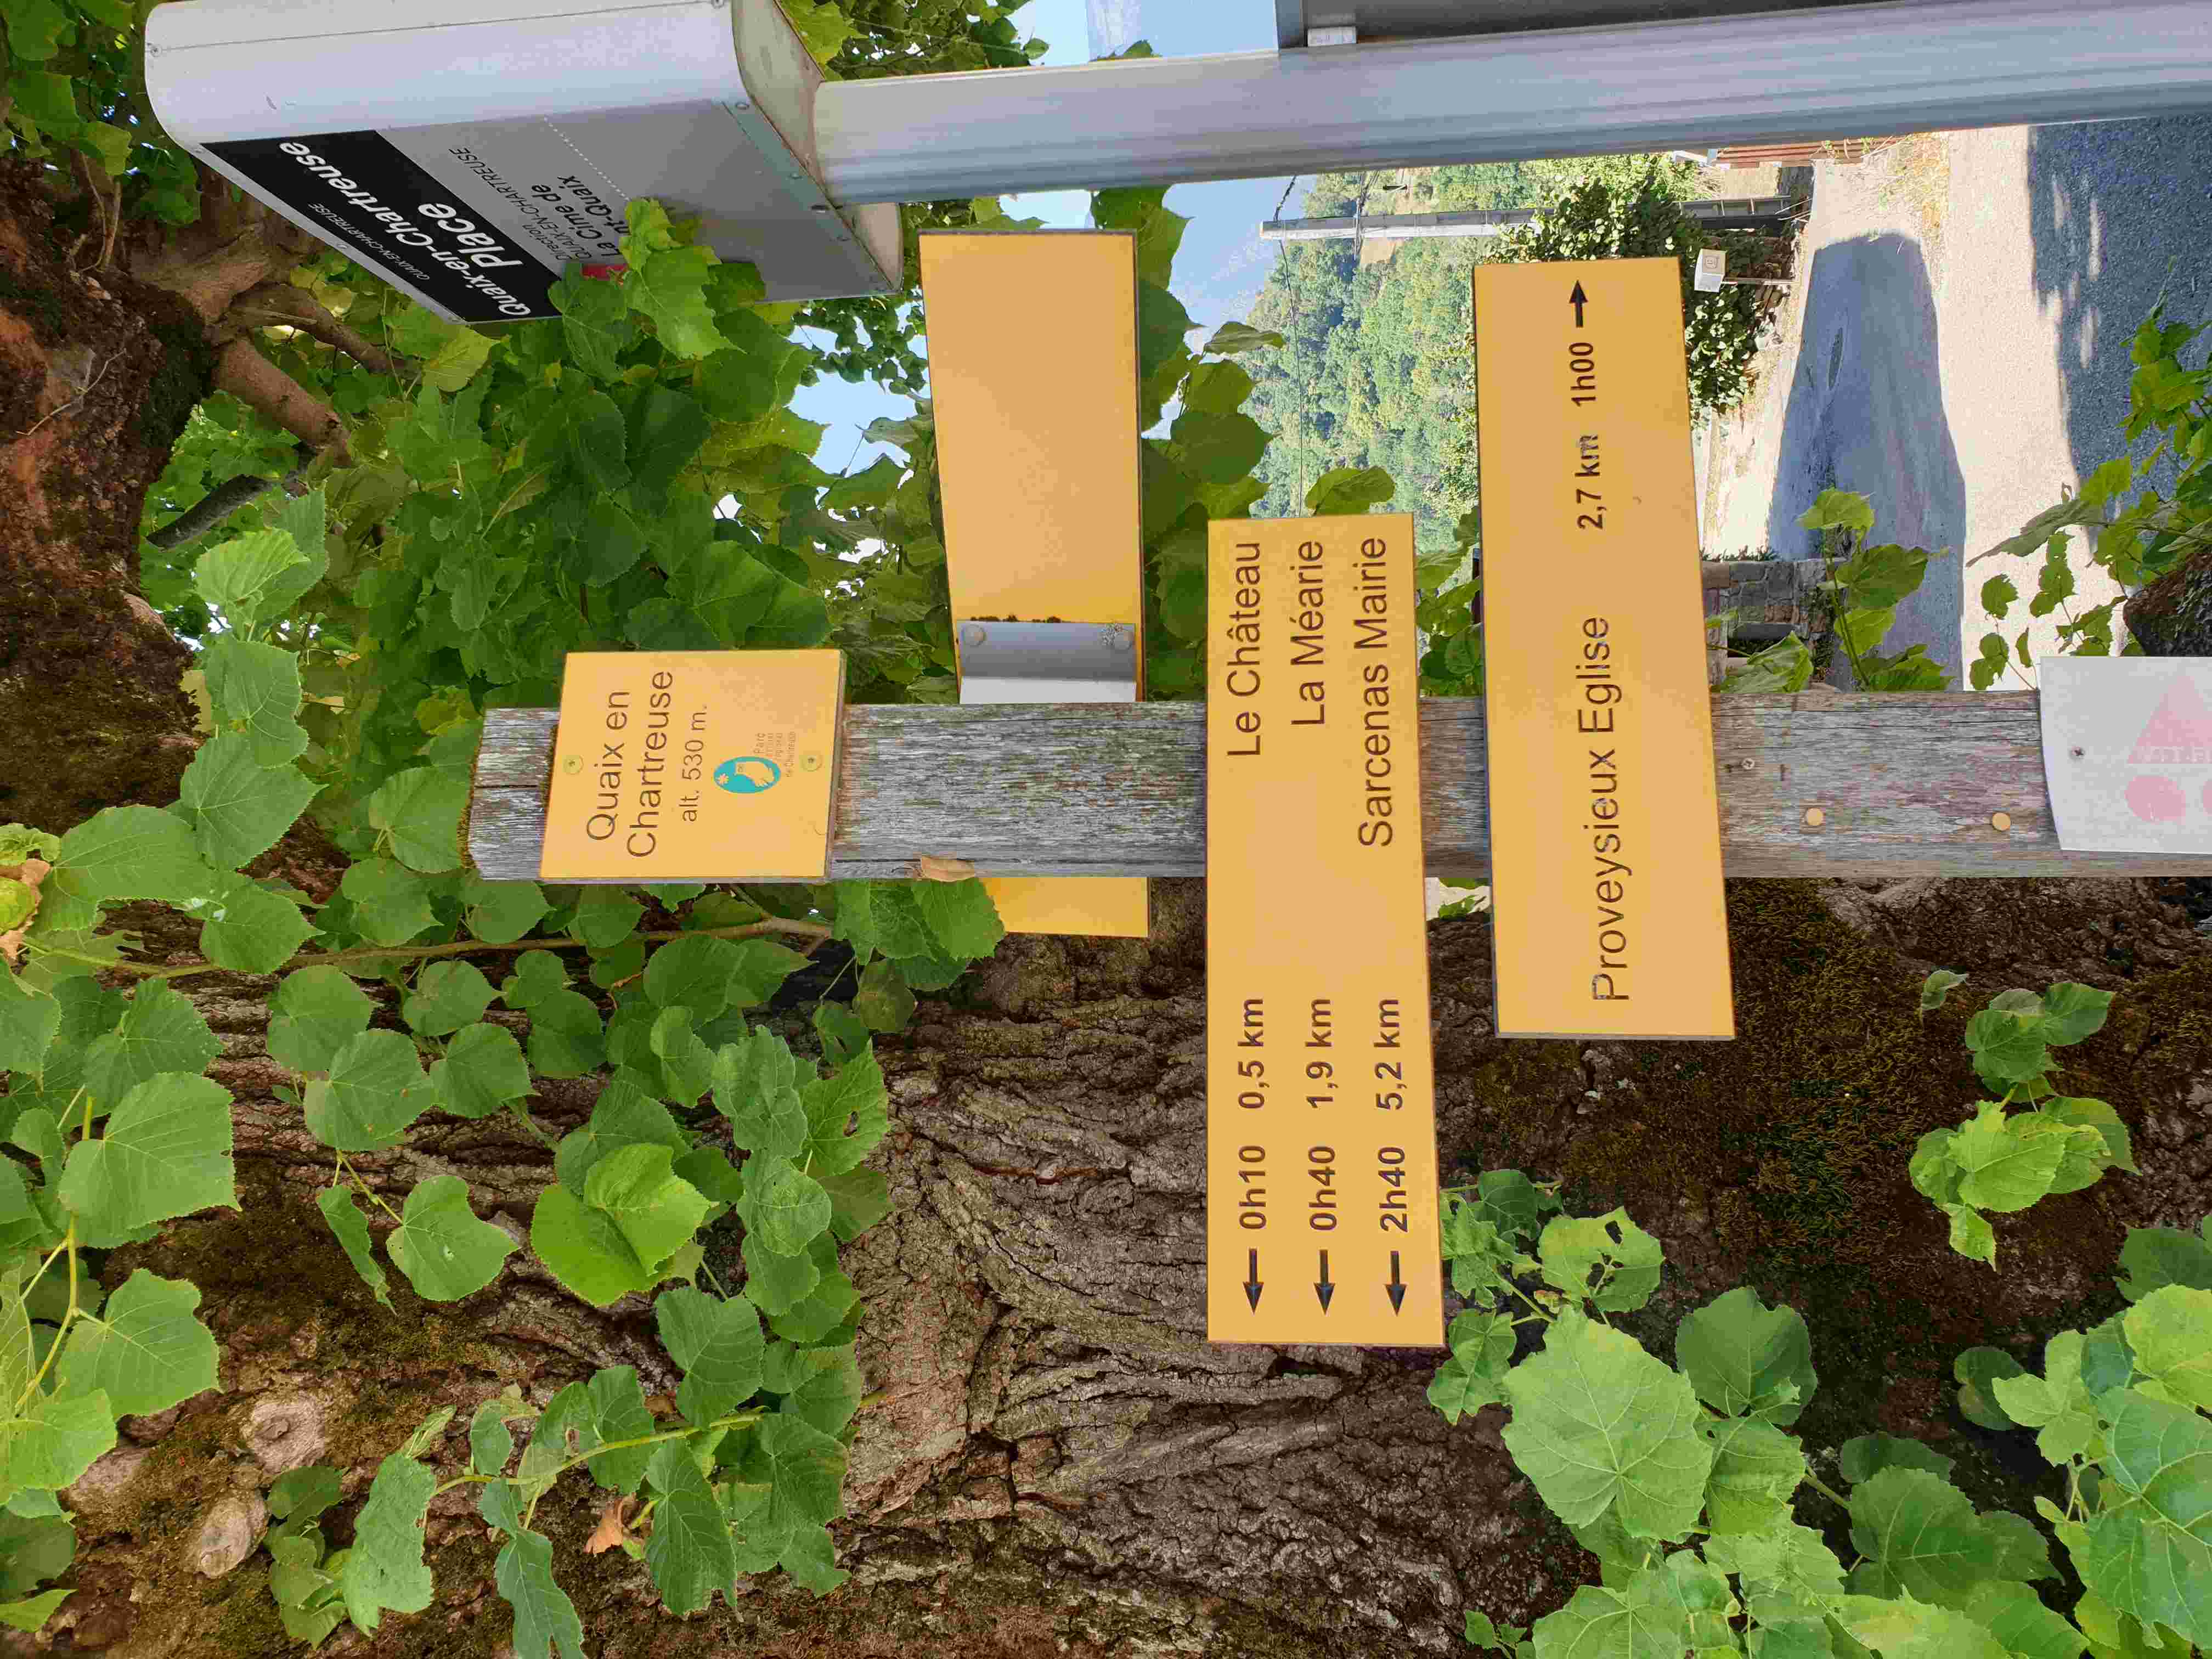 QUAIX-EN-CHARTREUSE
Quaix-en-Chartreuse
Place
Direction
QUAIX-EN-CHARTREUSE
La Cime de
nt-Quaix
Quaix en
Chartreuse
alt. 530 m.
Parc
naturel
régional
de Chartreuse
0h10 0,5 km Le Château
0h40 1,9 km La Méarie
2h40 5,2 km Sarcenas Mairie
Proveysieux Eglise 2,7 km 1h00